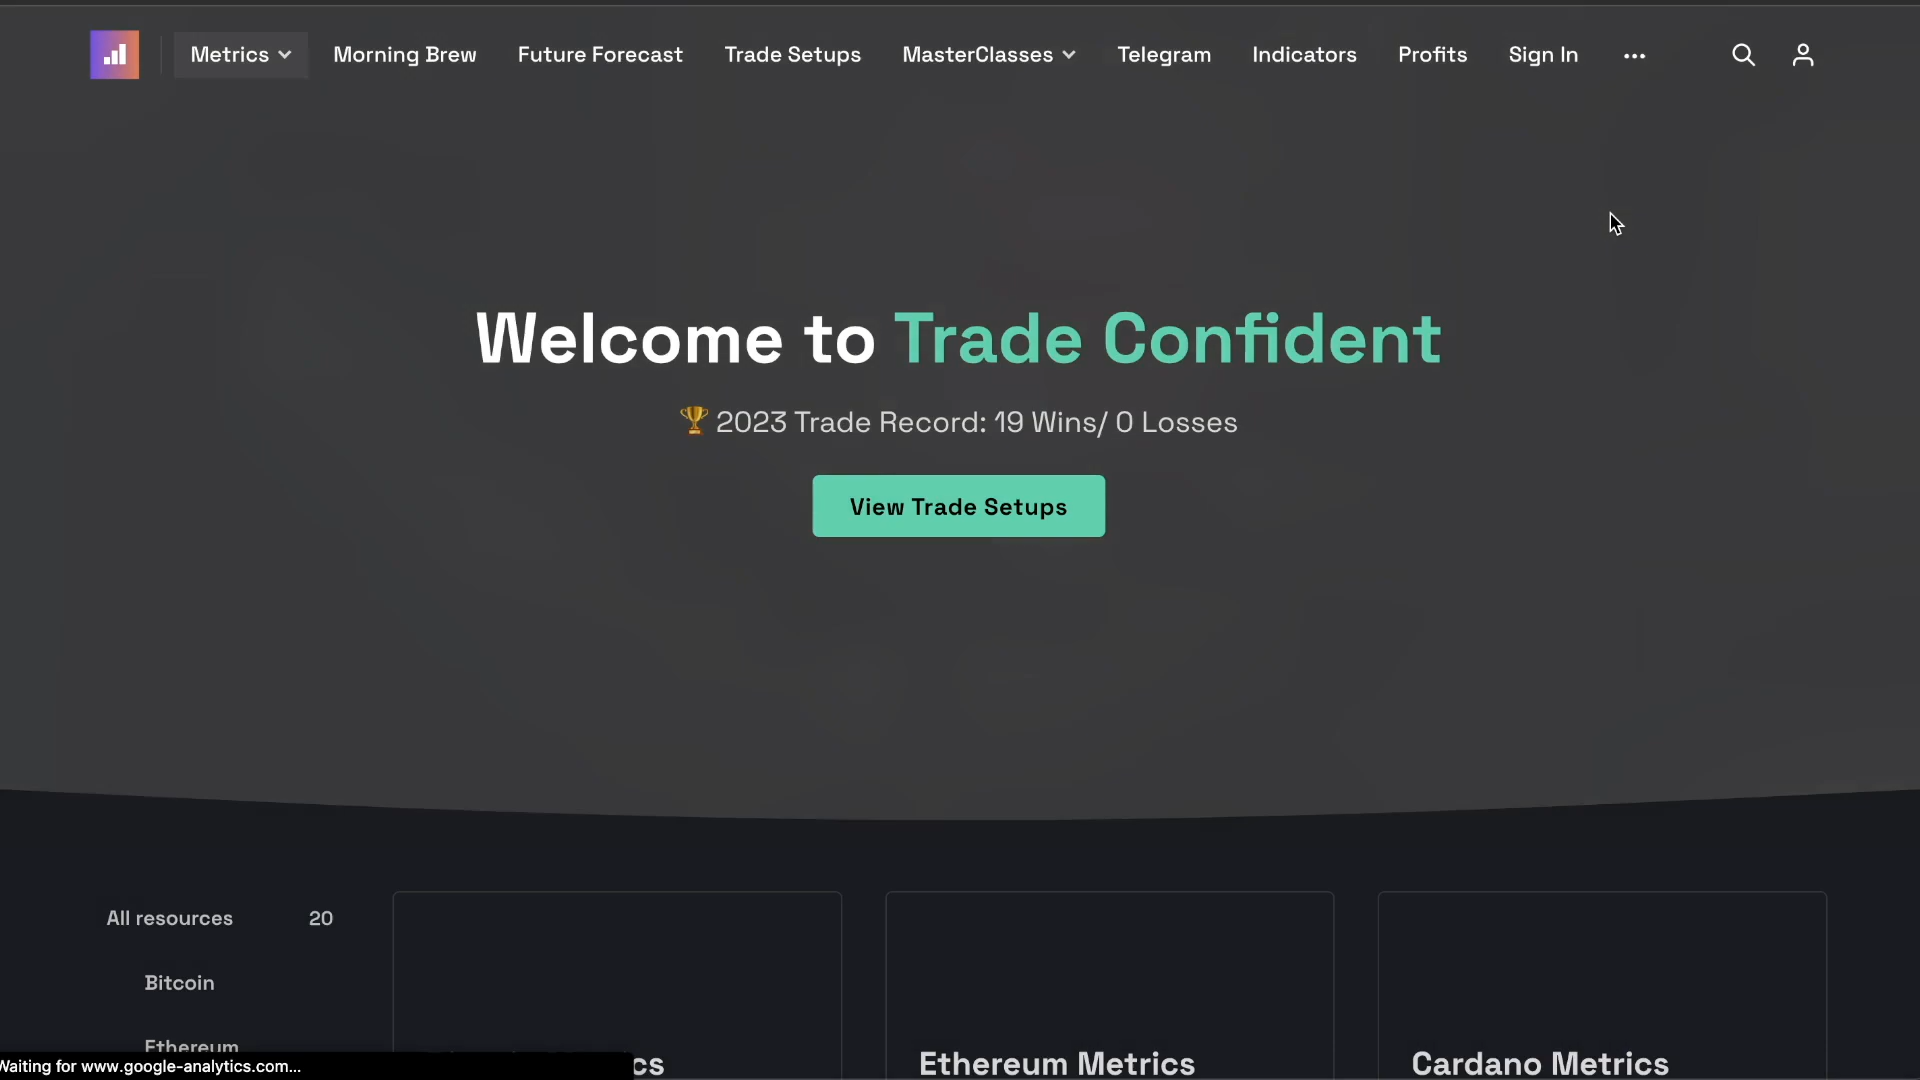 Metrics
Morning Brew
Future Forecast
Trade Setups
MasterClasses
Telegram
Indicators
Profits
Sign In
Welcome to Trade Confident
🏆 2023 Trade Record: 19 Wins/ 0 Losses
View Trade Setups
All resources 20
Bitcoin
Ethereum
Ethereum Metrics
Cardano Metrics
Waiting for www.google-analytics.com...